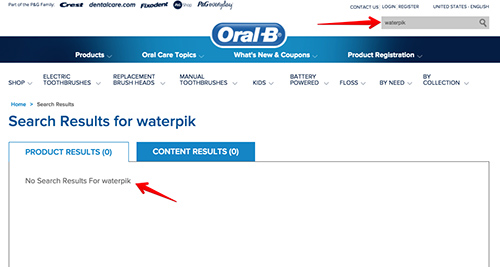 Part of the P&G Family: Crest dentalcare.com Fixodent P&G Shop P&G everyday
CONTACT US LOGIN REGISTER UNITED STATES - ENGLISH
waterpik
Oral-B
Products Oral Care Topics What's New & Coupons Product Registration
SHOP ELECTRIC TOOTHBRUSHES REPLACEMENT BRUSH HEADS MANUAL TOOTHBRUSHES KIDS BATTERY POWERED FLOSS BY NEED BY COLLECTION
Home > Search Results
Search Results for waterpik
PRODUCT RESULTS (0) CONTENT RESULTS (0)
No Search Results For waterpik